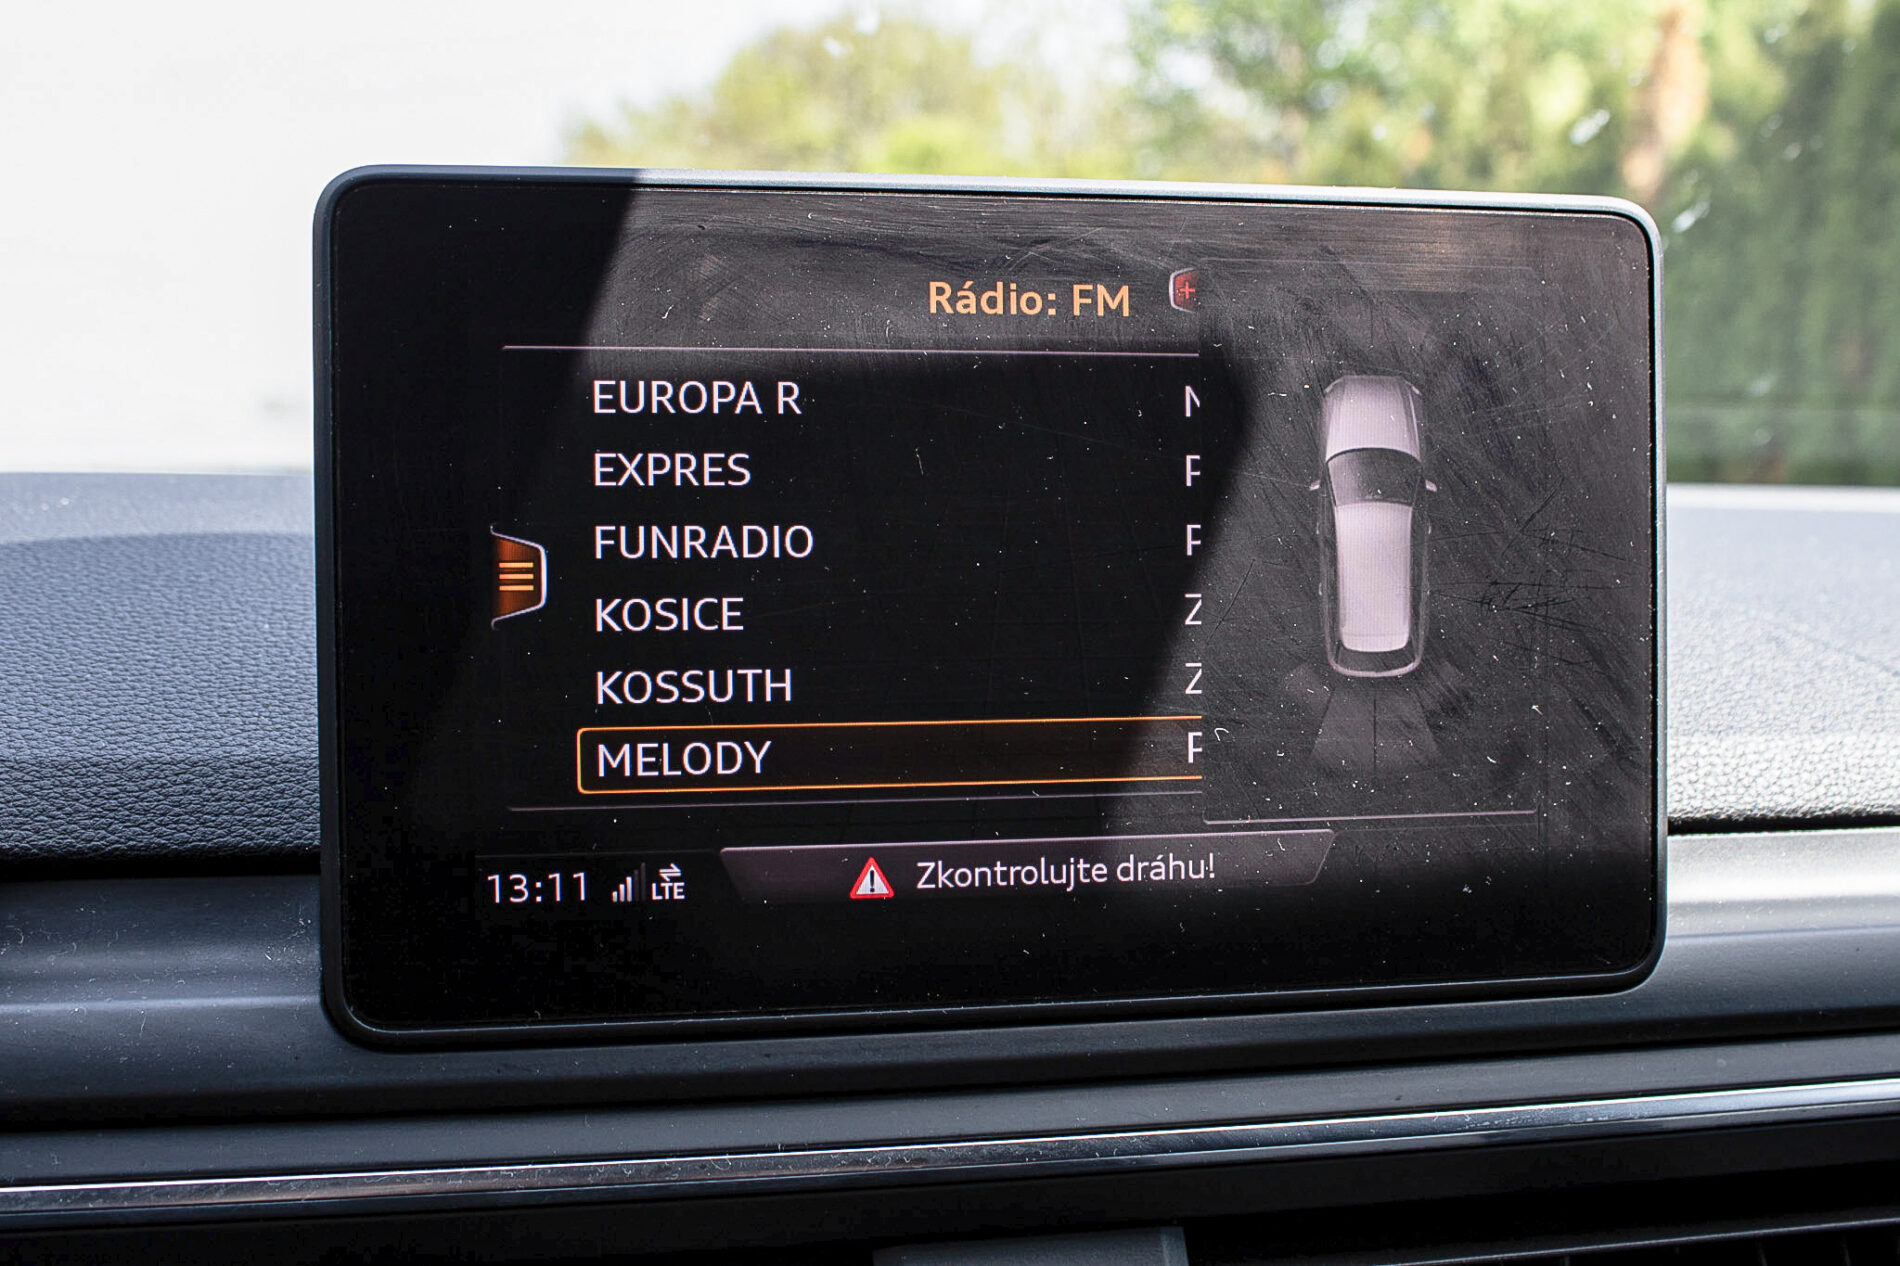 Rádio: FM
EUROPA R N
EXPRES
FUNRADIO
KOSICE Z
KOSSUTH Z
MELODY
13:11 LTE Zkontrolujte dráhu!